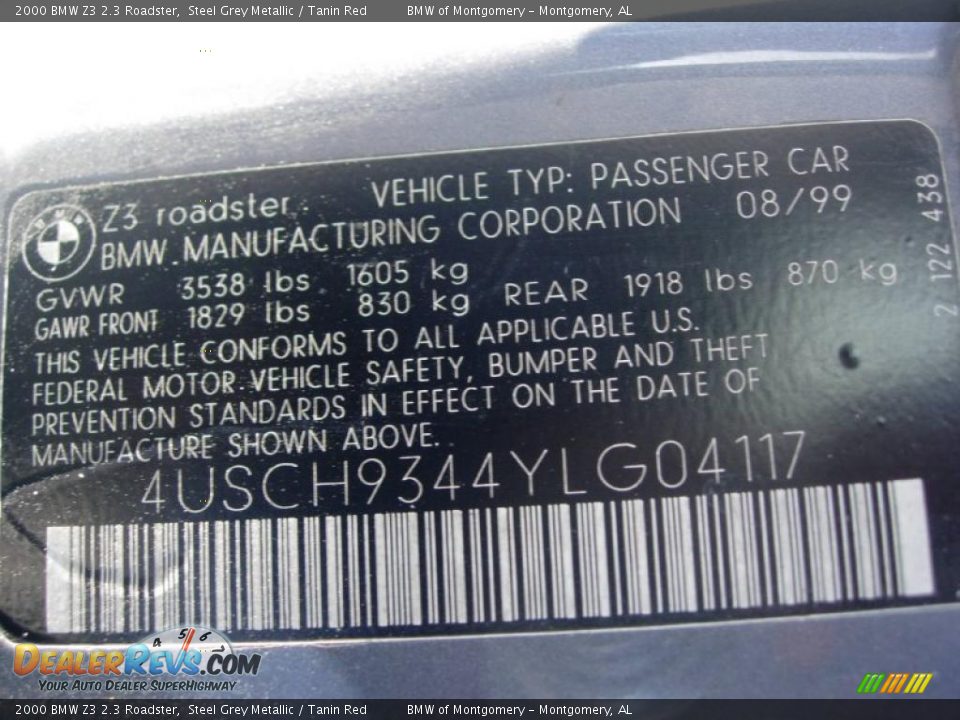 2000 BMW Z3 2.3 Roadster, Steel Grey Metallic / Tanin Red BMW of Montgomery - Montgomery, AL
Z3 roadster VEHICLE TYP: PASSENGER CAR
BMW MANUFACTURING CORPORATION 08/99
GVWR 3538 lbs 1605 kg
GAWR FRONT 1829 lbs 830 kg REAR 1918 lbs 870 kg
THIS VEHICLE CONFORMS TO ALL APPLICABLE U.S.
FEDERAL MOTOR VEHICLE SAFETY, BUMPER AND THEFT
PREVENTION STANDARDS IN EFFECT ON THE DATE OF
MANUFACTURE SHOWN ABOVE.
2 122 438
4USCH9344YLG04117
4 5 6
DealerRevs.com
Your Auto Dealer SuperHighway
2000 BMW Z3 2.3 Roadster, Steel Grey Metallic / Tanin Red BMW of Montgomery - Montgomery, AL